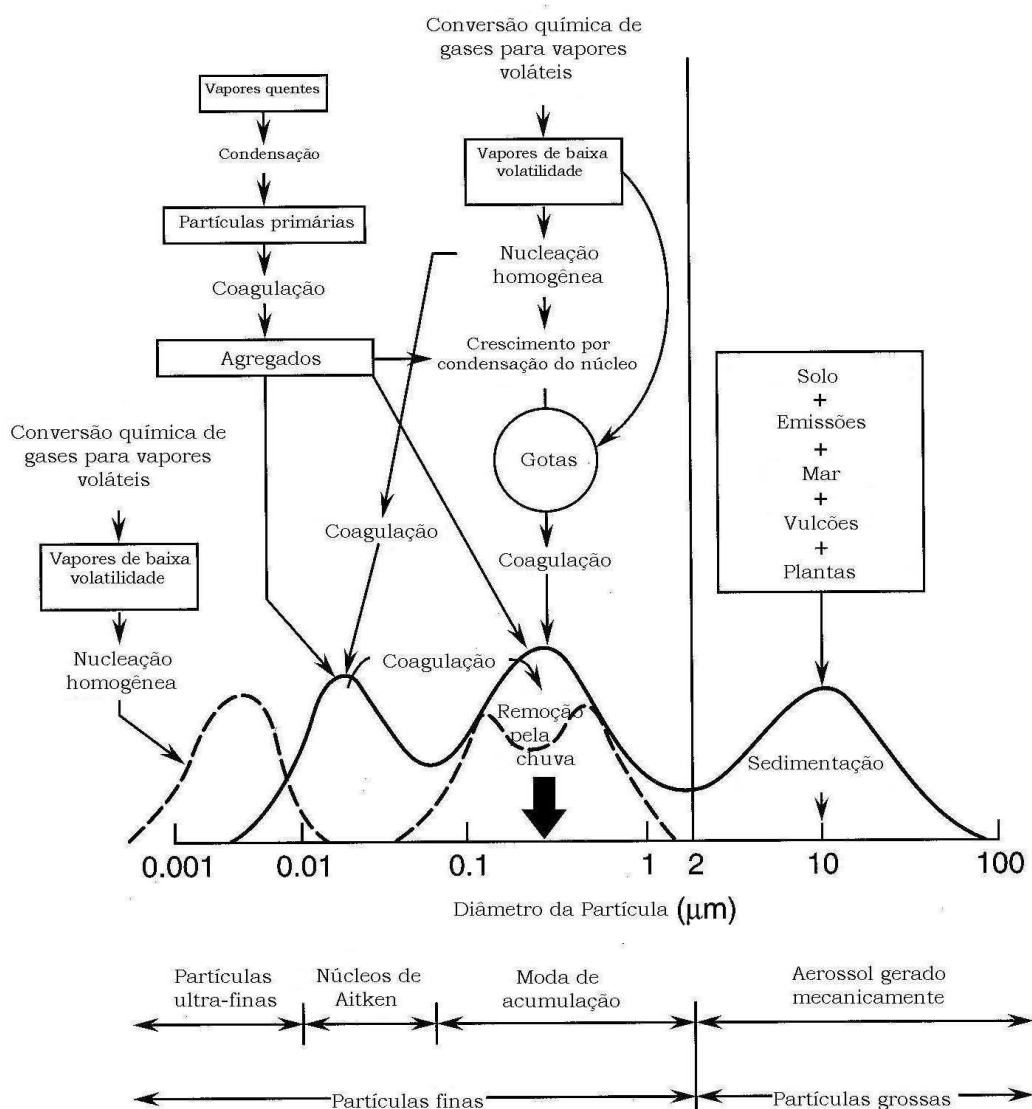 Conversão química de
gases para vapores
voláteis
Vapores quentes
Condensação
Partículas primárias
Coagulação
Agregados
Vapores de baixa
volatilidade
Nucleação
homogênea
Crescimento por
condensação do núcleo
Gotas
Coagulação
Coagulação
Solo
+
Emissões
+
Mar
+
Vulcões
+
Plantas
Conversão química de
gases para vapores
voláteis
Vapores de baixa
volatilidade
Nucleação
homogênea
Coagulação
Remoção
pela
chuva
Sedimentação
0.001 0.01 0.1 1 2 10 100
Diâmetro da Partícula (μm)
Partículas
ultra-finas
Núcleos de
Aitken
Moda de
acumulação
Aerossol gerado
mecanicamente
Partículas finas
Partículas grossas